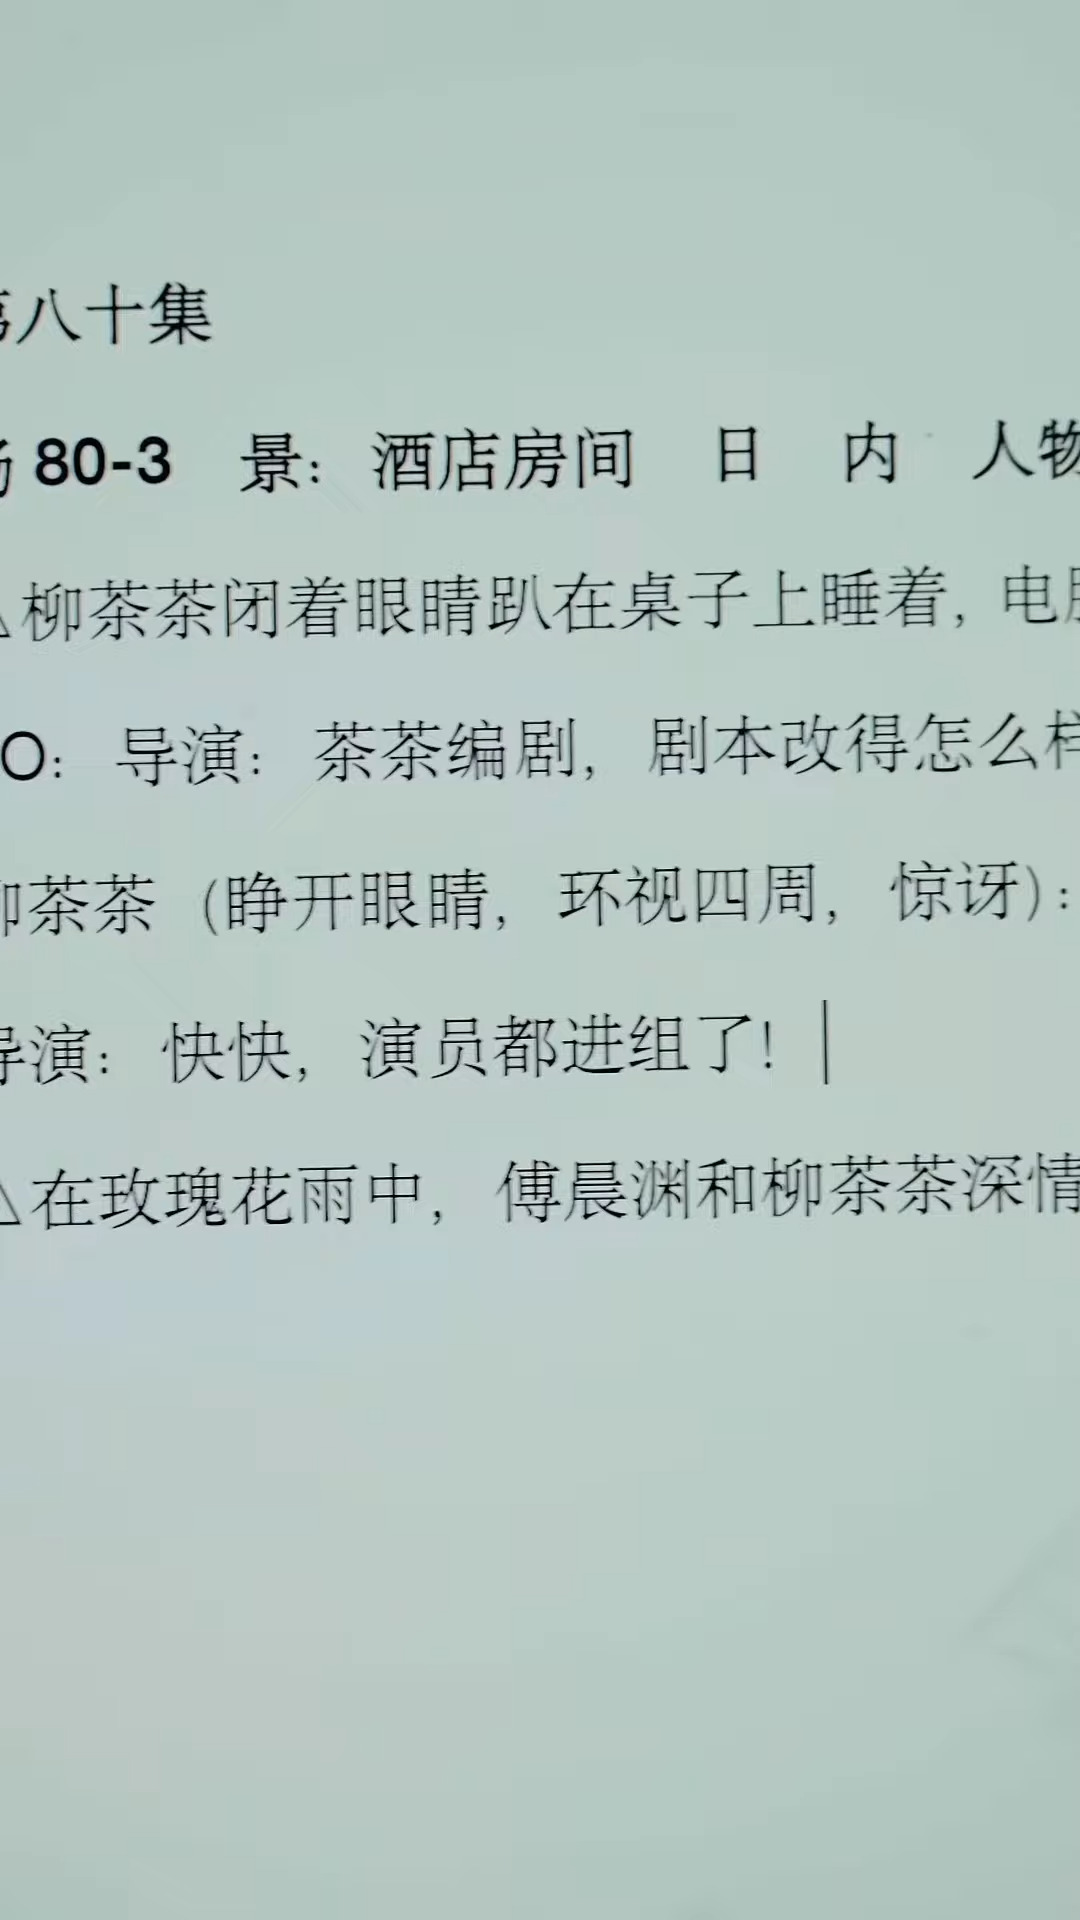 八十集
80-3 景：酒店房间 日 内 人物
△柳茶茶闭着眼睛趴在桌子上睡着，电
O： 导演：茶茶编剧，剧本改得怎么样
茶茶（睁开眼睛，环视四周，惊讶）：
导演：快快，演员都进组了！
△在玫瑰花雨中，傅晨渊和柳茶茶深情